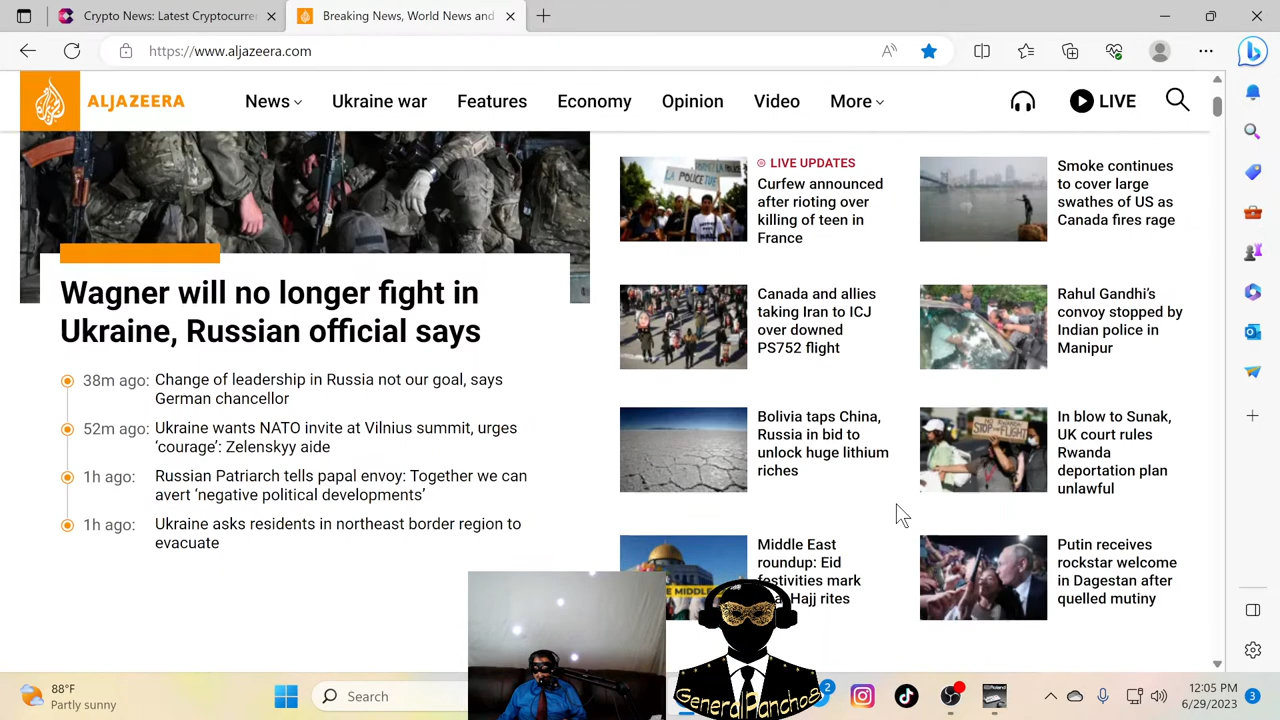 Crypto Currenc
Breaking News, World News and
https://www.aljazeera.com
ALJAZEERA
News
Ukraine war
Features
Economy
Opinion
Video
More
LIVE
Wagner will no longer fight in
Ukraine, Russian official says
38m ago: Change of leadership in Russia not our goal, says
German chancellor
52m ago: Ukraine wants NATO invite at Vilnius summit, urges
‘courage’: Zelenskyy aide
1h ago: Russian Patriarch tells papal envoy: Together we can
avert ‘negative political developments’
1h ago: Ukraine asks residents in northeast border region to
evacuate
LIVE UPDATES
Curfew announced
after rioting over
killing of teen in
France
LA POLICE TUE
Smoke continues
to cover large
swathes of US as
Canada fires rage
Canada and allies
taking Iran to ICJ
over downed
PS752 flight
Rahul Gandhi’s
convoy stopped by
Indian police in
Manipur
Bolivia taps China,
Russia in bid to
unlock huge lithium
riches
In blow to Sunak,
UK court rules
Rwanda
deportation plan
unlawful
STOP FLIGHT
Middle East
roundup: Eid
festivities mark
Hajj rites
Putin receives
rockstar welcome
in Dagestan after
quelled mutiny
GeneralPancho8
88°F
Partly sunny
Search
2
12:05 PM
6/29/2023
3